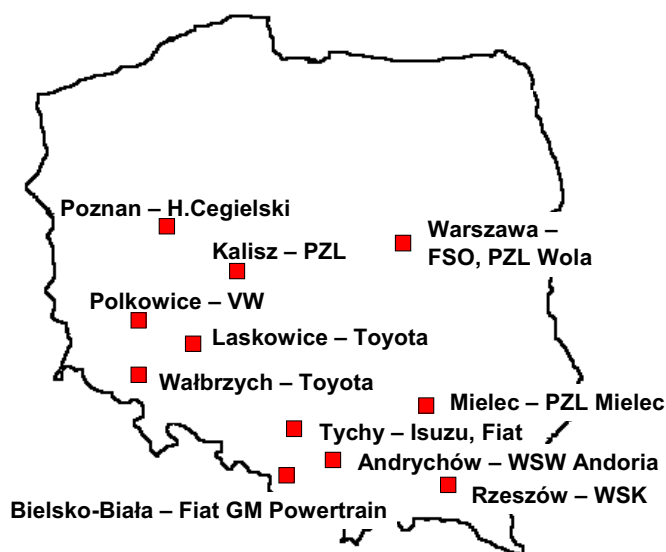 Poznan – H.Cegielski
Warszawa –
FSO, PZL Wola
Kalisz – PZL
Polkowice – VW
Laskowice – Toyota
Wałbrzych – Toyota
Mielec – PZL Mielec
Tychy – Isuzu, Fiat
Andrychów – WSW Andoria
Rzeszów – WSK
Bielsko-Biała – Fiat GM Powertrain